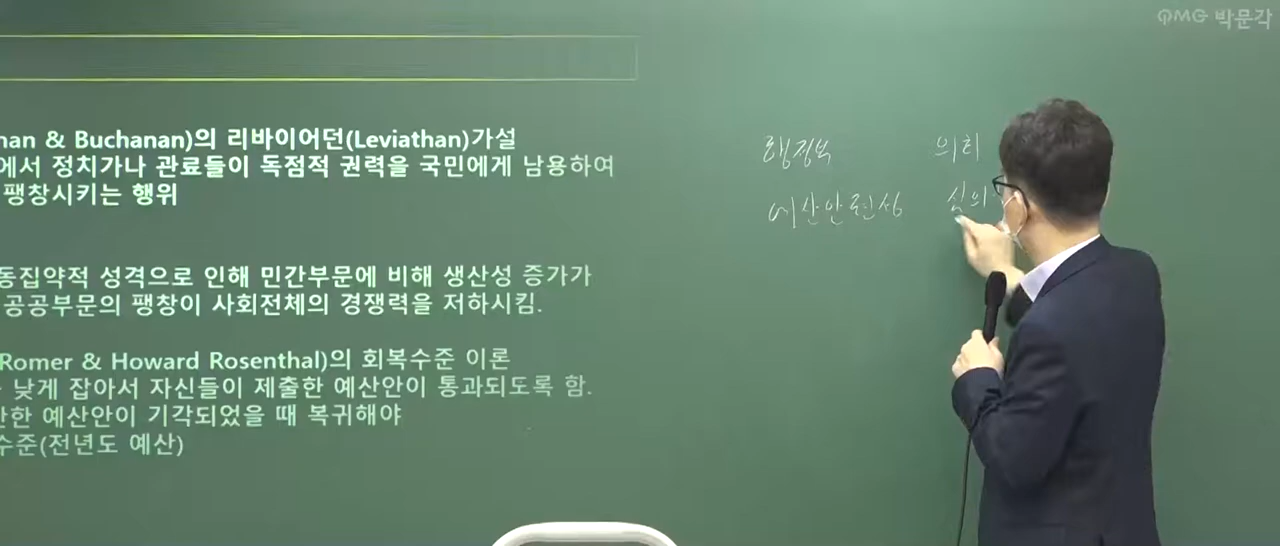 PMG 박문각
nan & Buchanan)의 리바이어던(Leviathan)가설
에서 정치가나 관료들이 독점적 권력을 국민에게 남용하여
팽창시키는 행위
동집약적 성격으로 인해 민간부문에 비해 생산성 증가가
공공부문의 팽창이 사회전체의 경쟁력을 저하시킴.
Romer & Howard Rosenthal)의 회복수준 이론
낮게 잡아서 자신들이 제출한 예산안이 통과되도록 함.
안한 예산안이 기각되었을 때 복귀해야
수준(전년도 예산)
행정부 의회
예산안 편성 심의